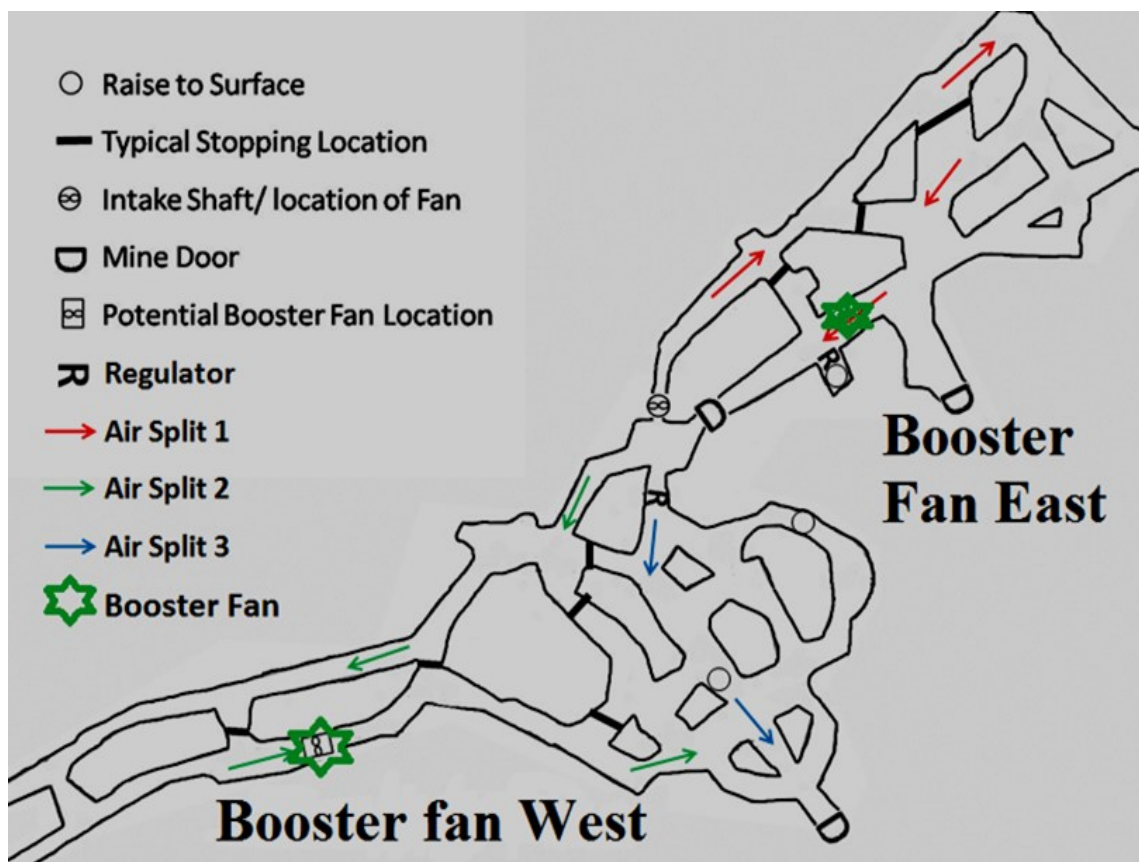 Raise to Surface
Typical Stopping Location
Intake Shaft/ location of Fan
D Mine Door
Potential Booster Fan Location
R Regulator
Air Split 1
Air Split 2
Air Split 3
Booster Fan
R
D
D
Booster
Fan East
R
D
Booster fan West